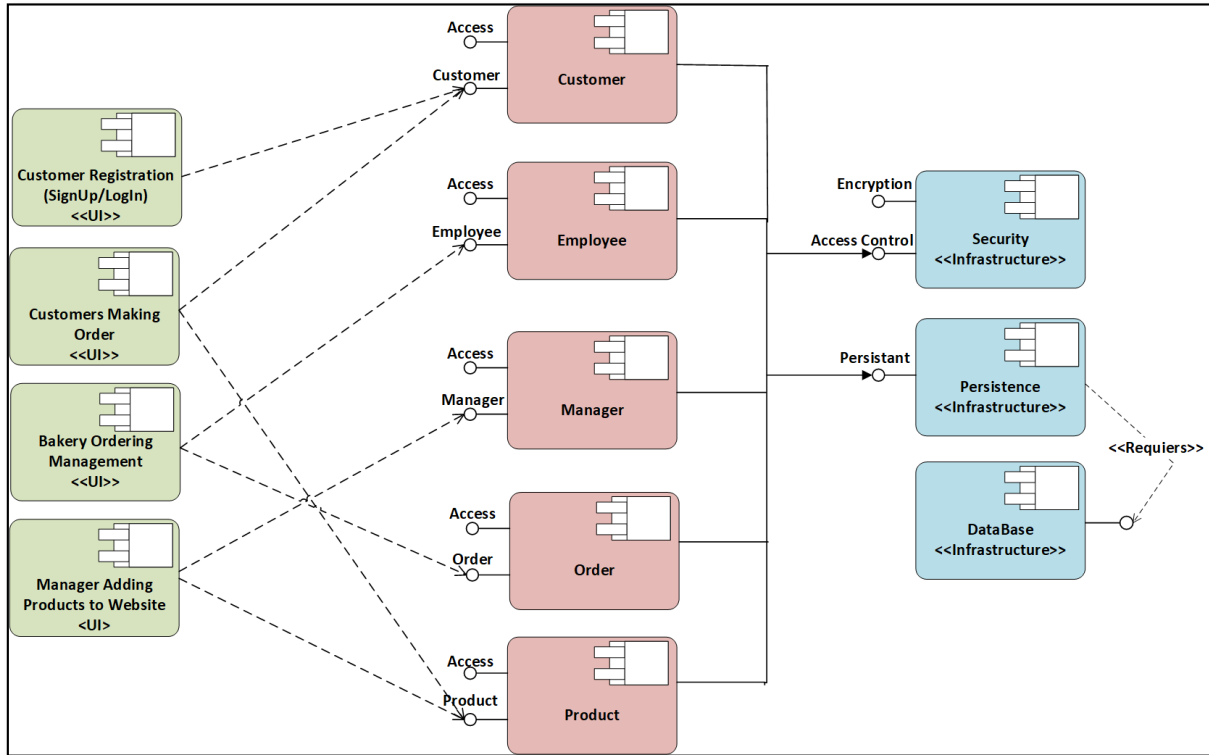 Customer Registration
(SignUp/LogIn)
<<UI>>
Customers Making
Order
<<UI>>
Bakery Ordering
Management
<<UI>>
Manager Adding
Products to Website
<UI>
Access
Customer
Customer
Access
Employee
Employee
Access
Manager
Manager
Access
Order
Order
Access
Product
Product
Encryption
Access Control
Security
<<Infrastructure>>
Persistant
Persistence
<<Infrastructure>>
<<Requiers>>
DataBase
<<Infrastructure>>